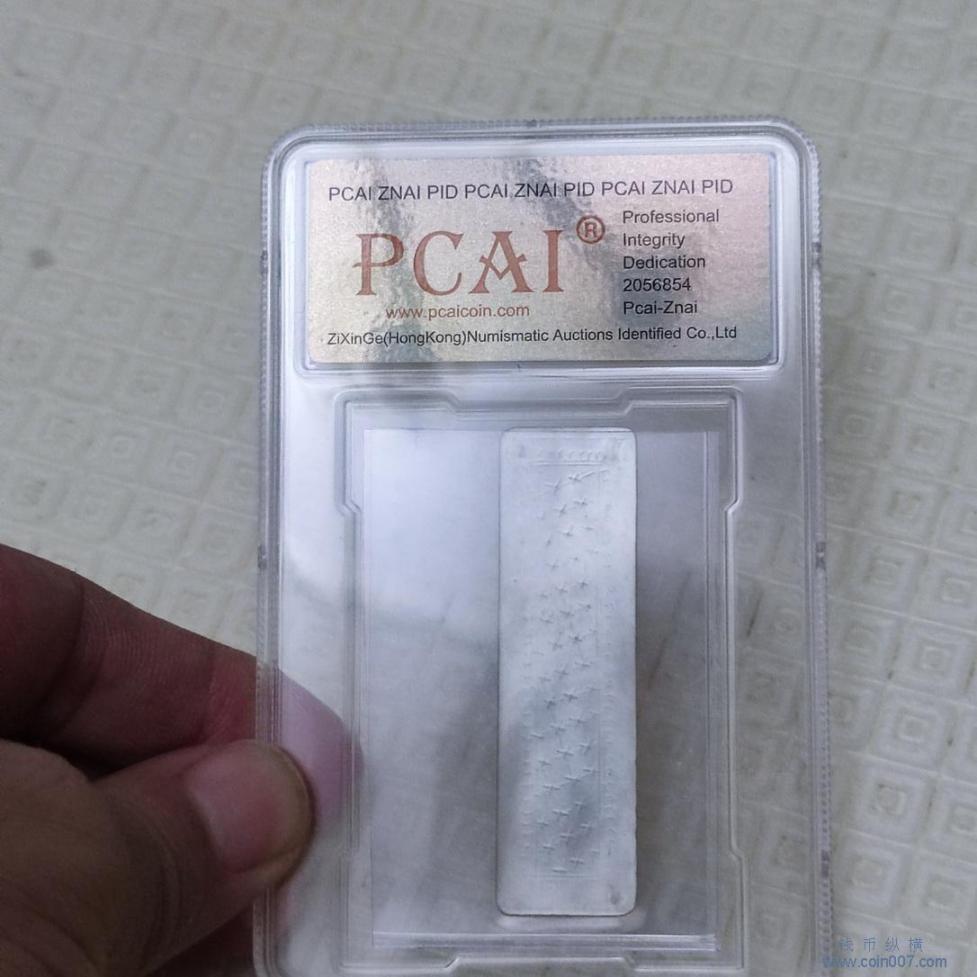 PCAI ZNAI PID PCAI ZNAI PID PCAI ZNAI PID
PCAI®
Professional
Integrity
Dedication
2056854
Pcai-Znai
www.pcaicoin.com
ZiXinGe(HongKong)Numismatic Auctions Identified Co.,Ltd
钱币纵横
www.coin007.com